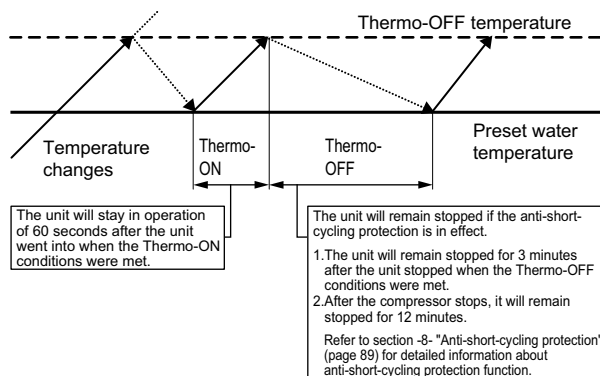 Thermo-OFF temperature
Temperature
changes
Thermo-
ON
Thermo-
OFF
Preset water
temperature
The unit will stay in operation
of 60 seconds after the unit
went into when the Thermo-ON
conditions were met.
The unit will remain stopped if the anti-short-
cycling protection is in effect.
1.The unit will remain stopped for 3 minutes
after the unit stopped when the Thermo-OFF
conditions were met.
2.After the compressor stops, it will remain
stopped for 12 minutes.
Refer to section -8- "Anti-short-cycling protection"
(page 89) for detailed information about
anti-short-cycling protection function.